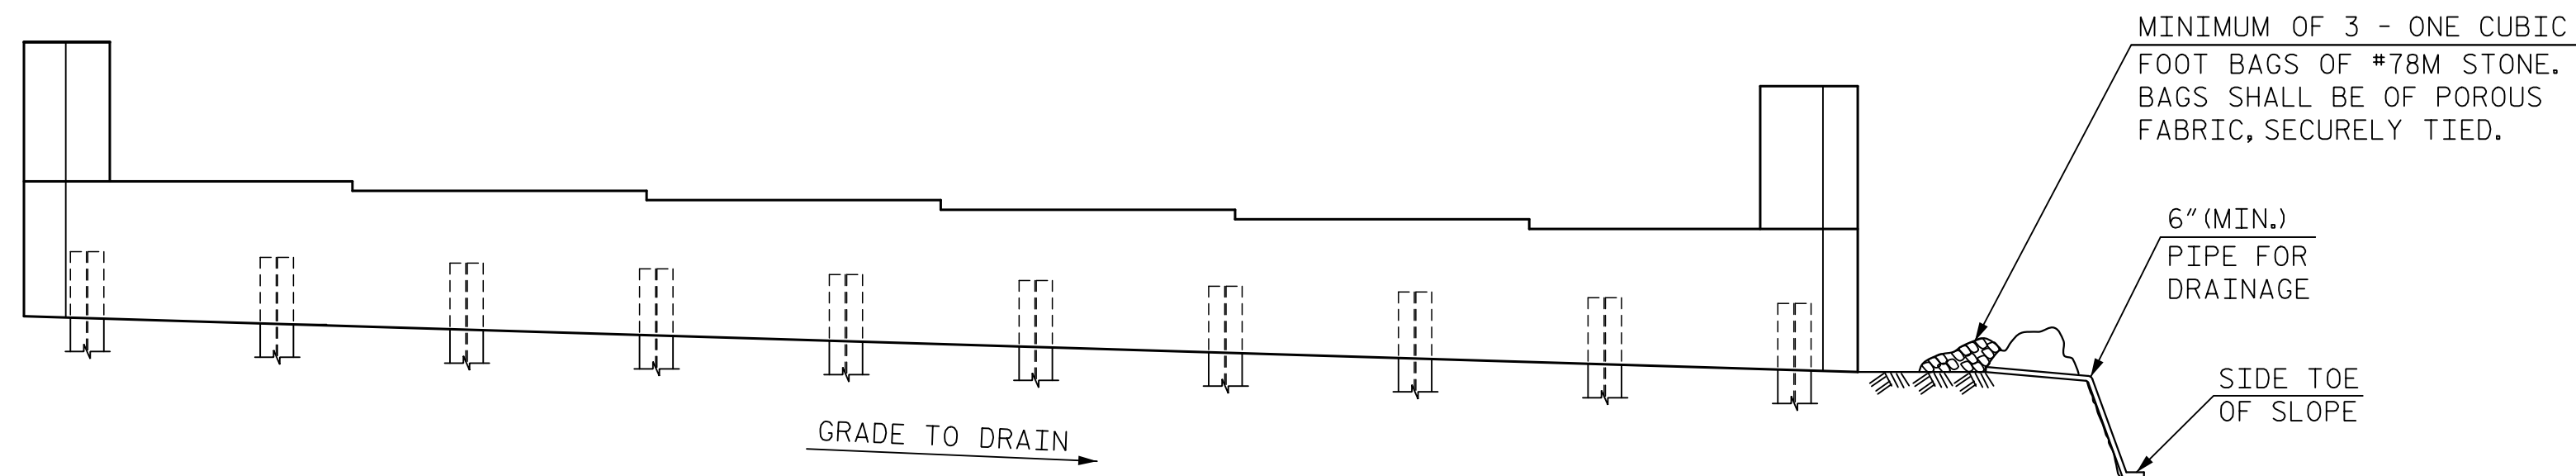 MINIMUM OF 3 - ONE CUBIC
FOOT BAGS OF #78M STONE.
BAGS SHALL BE OF POROUS
FABRIC, SECURELY TIED.
6"(MIN.)
PIPE FOR
DRAINAGE
SIDE TOE
OF SLOPE
GRADE TO DRAIN